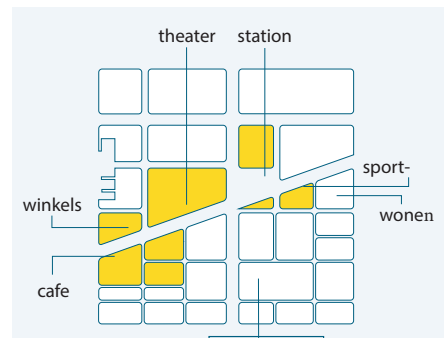 theater station
sport-
winkels
wonen
cafe